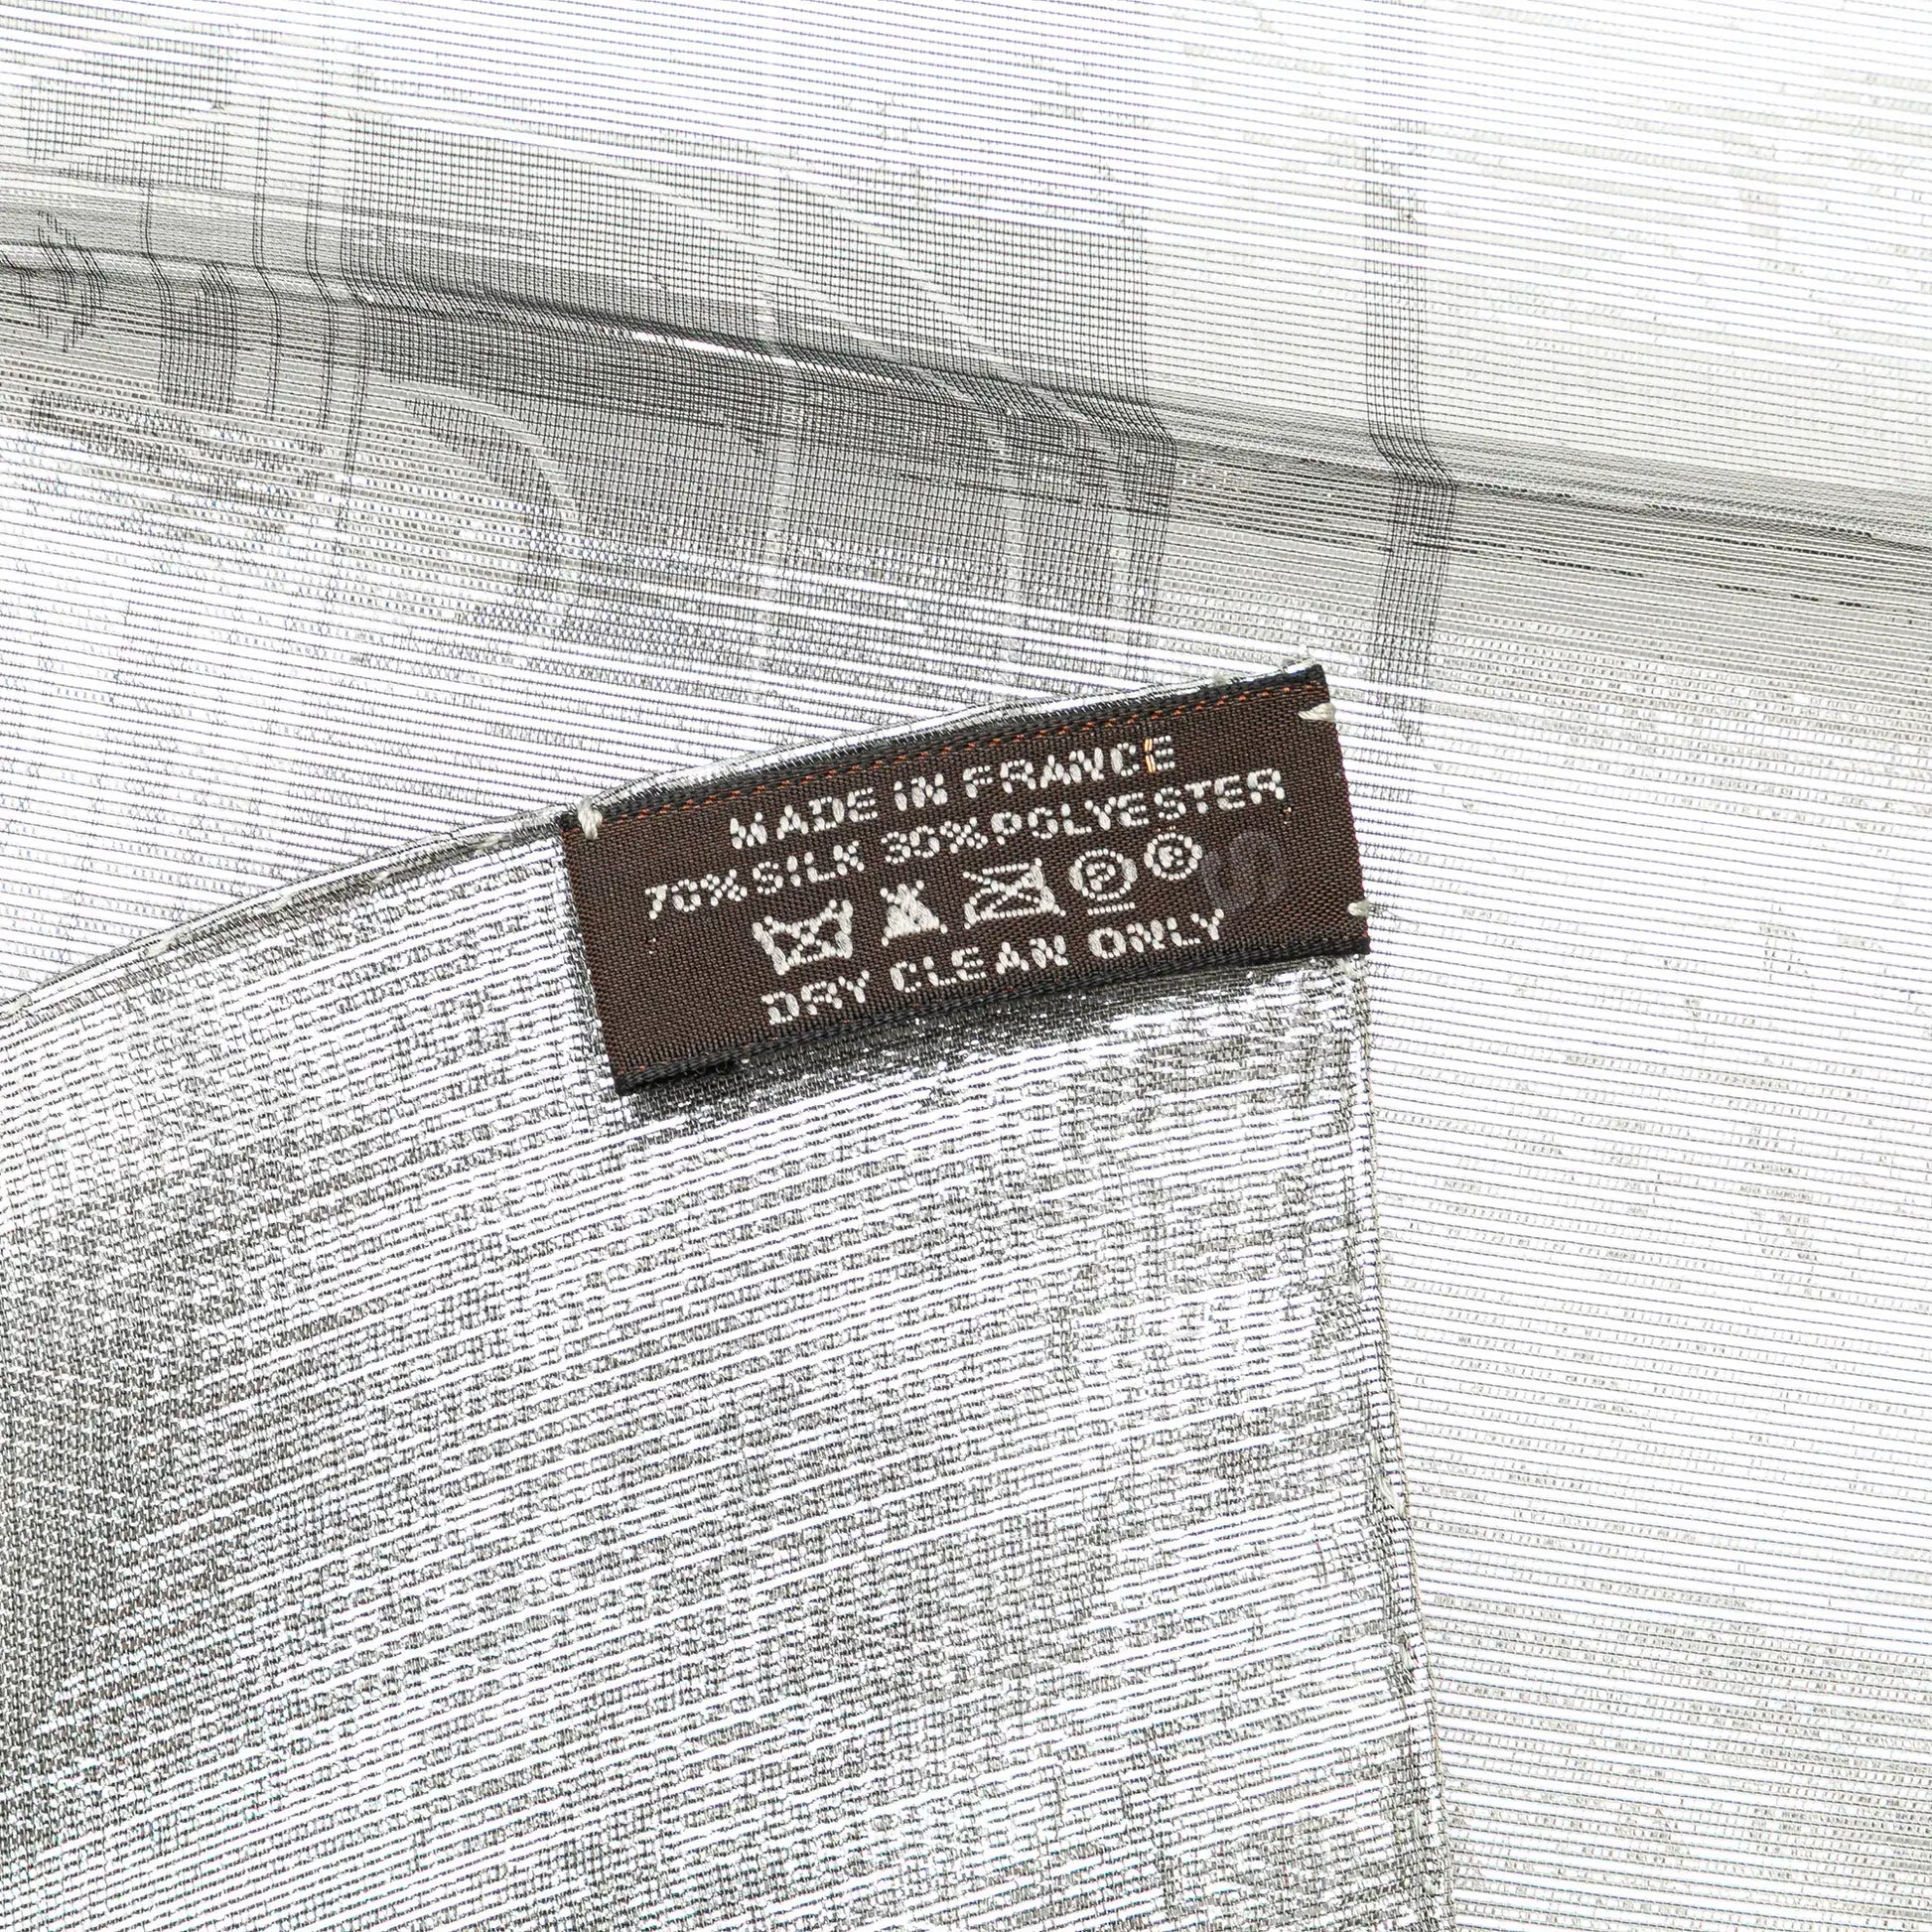 MADE IN FRANCE
70% SILK 30% POLYESTER
P P
DRY CLEAN ONLY